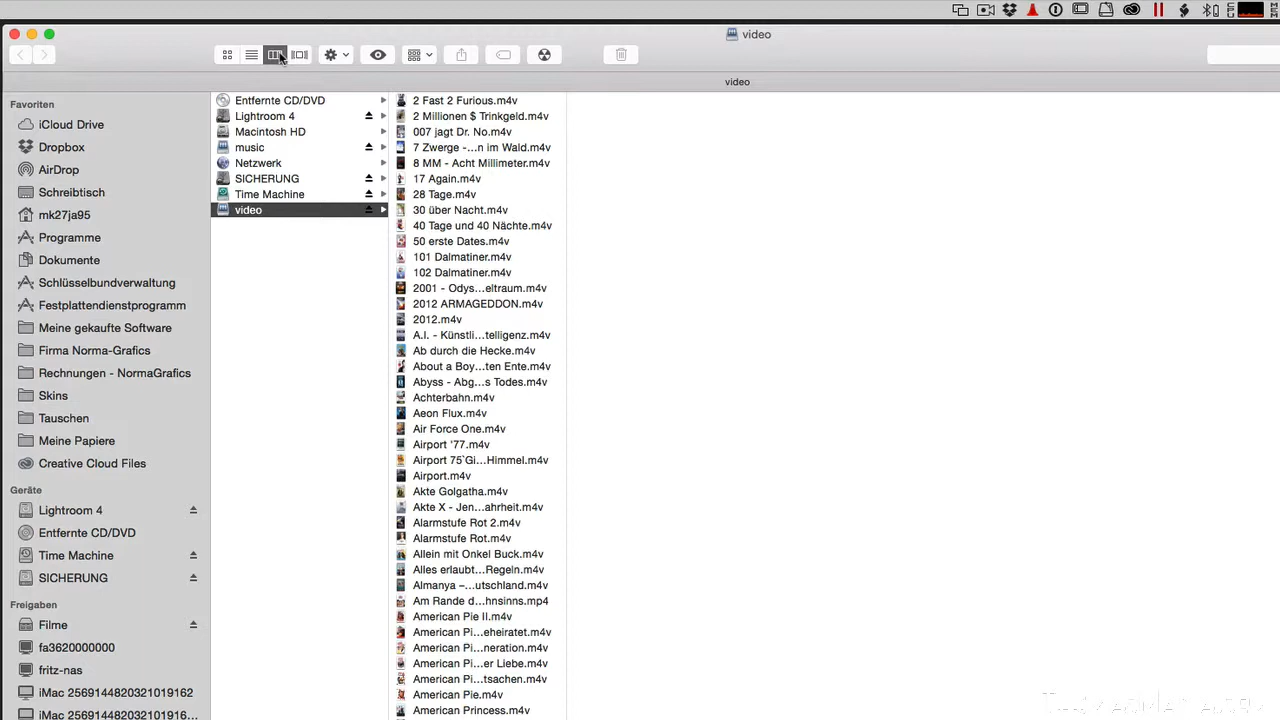 video
video
Favoriten
iCloud Drive
Dropbox
AirDrop
Schreibtisch
mk27ja95
Programme
Dokumente
Schlüsselbundverwaltung
Festplattendienstprogramm
Meine gekaufte Software
Firma Norma-Grafics
Rechnungen - NormaGrafics
Skins
Tauschen
Meine Papiere
Creative Cloud Files
Geräte
Lightroom 4
Entfernte CD/DVD
Time Machine
SICHERUNG
Freigaben
Filme
fa3620000000
fritz-nas
iMac 2569144820321019162
iMac 256914482032101916...
Entfernte CD/DVD
Lightroom 4
Macintosh HD
music
Netzwerk
SICHERUNG
Time Machine
video
2 Fast 2 Furious.m4v
2 Millionen $ Trinkgeld.m4v
007 jagt Dr. No.m4v
7 Zwerge -...n im Wald.m4v
8 MM - Acht Millimeter.m4v
17 Again.m4v
28 Tage.m4v
30 über Nacht.m4v
40 Tage und 40 Nächte.m4v
50 erste Dates.m4v
101 Dalmatiner.m4v
102 Dalmatiner.m4v
2001 - Odys...eltraum.m4v
2012 ARMAGEDDON.m4v
2012.m4v
A.I. - Künstli...telligenz.m4v
Ab durch die Hecke.m4v
About a Boy...ten Ente.m4v
Abyss - Abg...s Todes.m4v
Achterbahn.m4v
Aeon Flux.m4v
Air Force One.m4v
Airport '77.m4v
Airport 75`Gi...Himmel.m4v
Airport.m4v
Akte Golgatha.m4v
Akte X - Jen...ahrheit.m4v
Alarmstufe Rot 2.m4v
Alarmstufe Rot.m4v
Allein mit Onkel Buck.m4v
Alles erlaubt...Regeln.m4v
Almanya –...utschland.m4v
Am Rande d...hnsinns.mp4
American Pie II.m4v
American Pi...eheiratet.m4v
American Pi...neration.m4v
American Pi...er Liebe.m4v
American Pi...tsachen.m4v
American Pie.m4v
American Princess.m4v